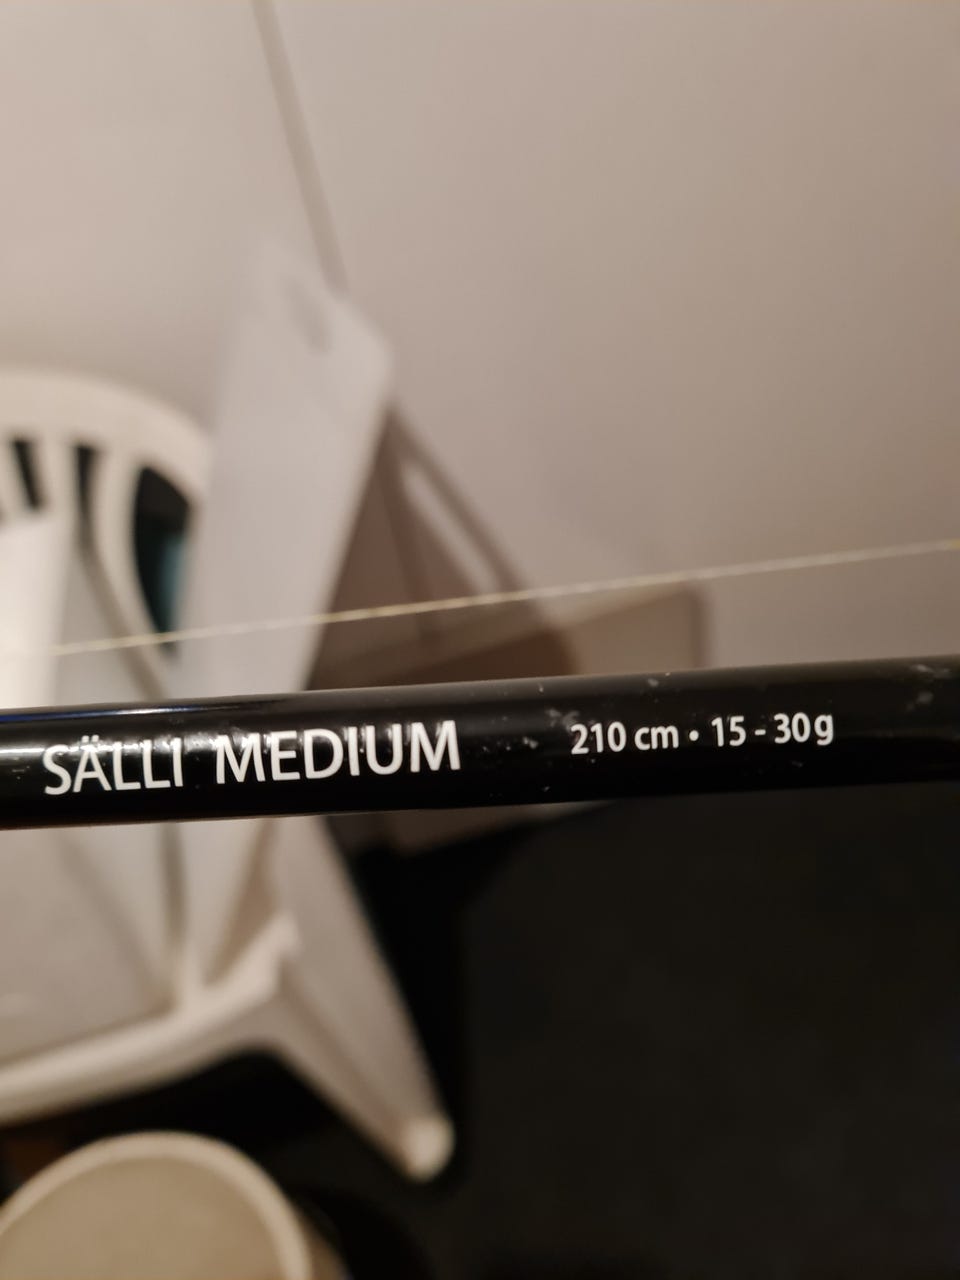 SÄLLI MEDIUM 210 cm • 15 - 30g